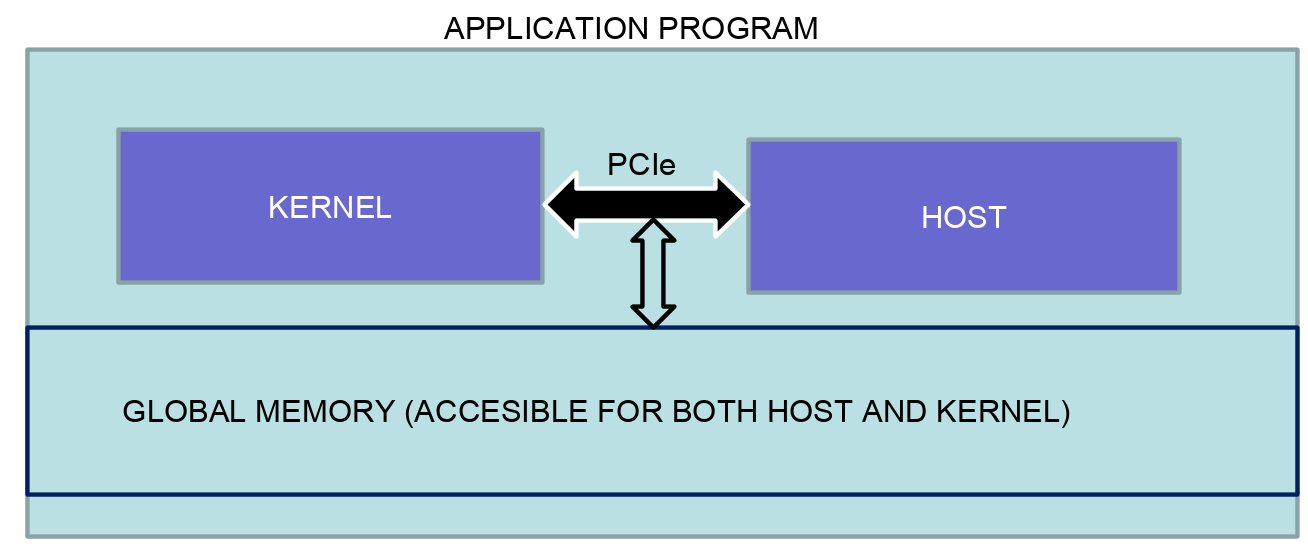 APPLICATION PROGRAM
PCIe
KERNEL
HOST
GLOBAL MEMORY (ACCESIBLE FOR BOTH HOST AND KERNEL)